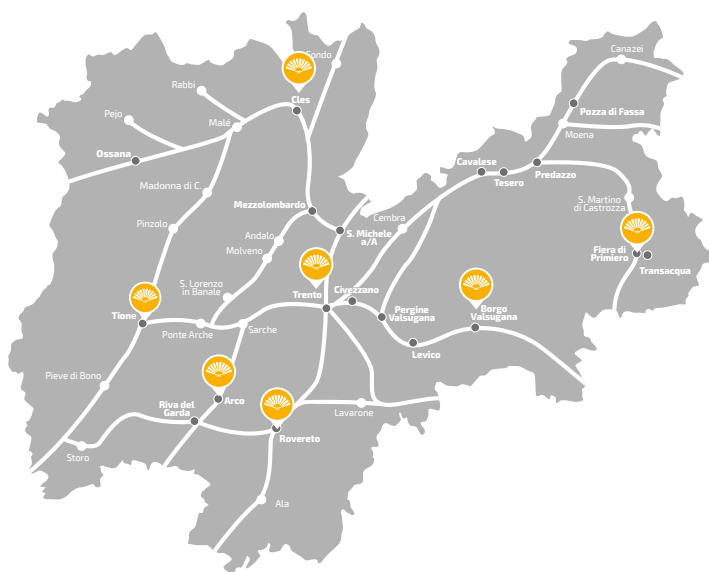 Canazei
Fondo
Rabbi
Cles
Pejo
Pozza di Fassa
Malé
Moena
Ossana
Cavalese
Predazzo
Tesero
Madonna di C.
S. Martino
di Castrozza
Mezzolombardo
Cembra
Pinzolo
Andalo
S. Michele
a/A
Molveno
Fiera di
Primiero
Transacqua
S. Lorenzo
in Banale
Trento
Civezzano
Tione
Pergine
Valsugana
Borgo
Valsugana
Ponte Arche
Sarche
Levico
Pieve di Bono
Riva del
Garda
Arco
Lavarone
Rovereto
Storo
Ala